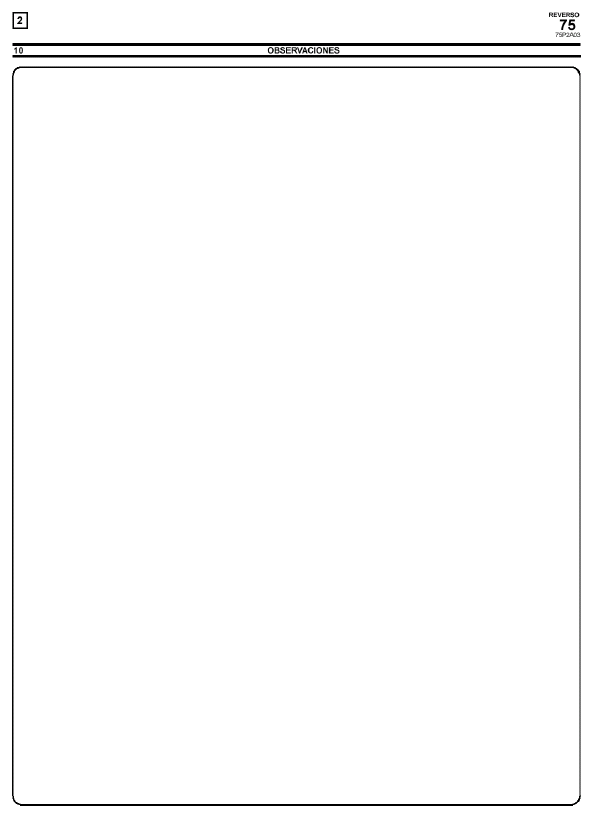 2
REVERSO
75
75P2A03
10 OBSERVACIONES